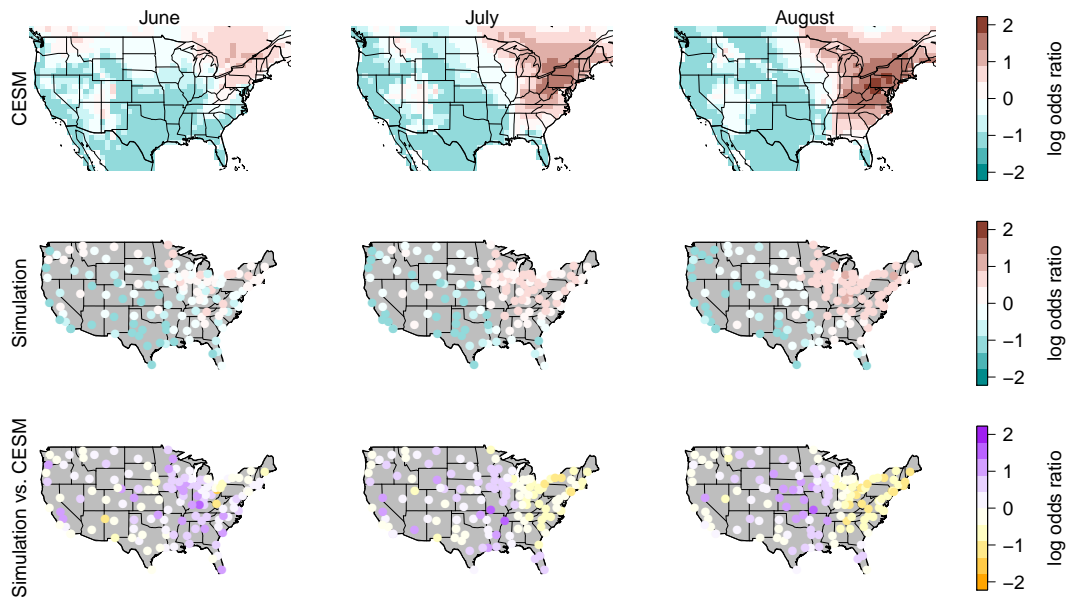 June July August
CESM
2
1
0
−1
−2
log odds ratio
Simulation
2
1
0
−1
−2
log odds ratio
Simulation vs. CESM
2
1
0
−1
−2
log odds ratio